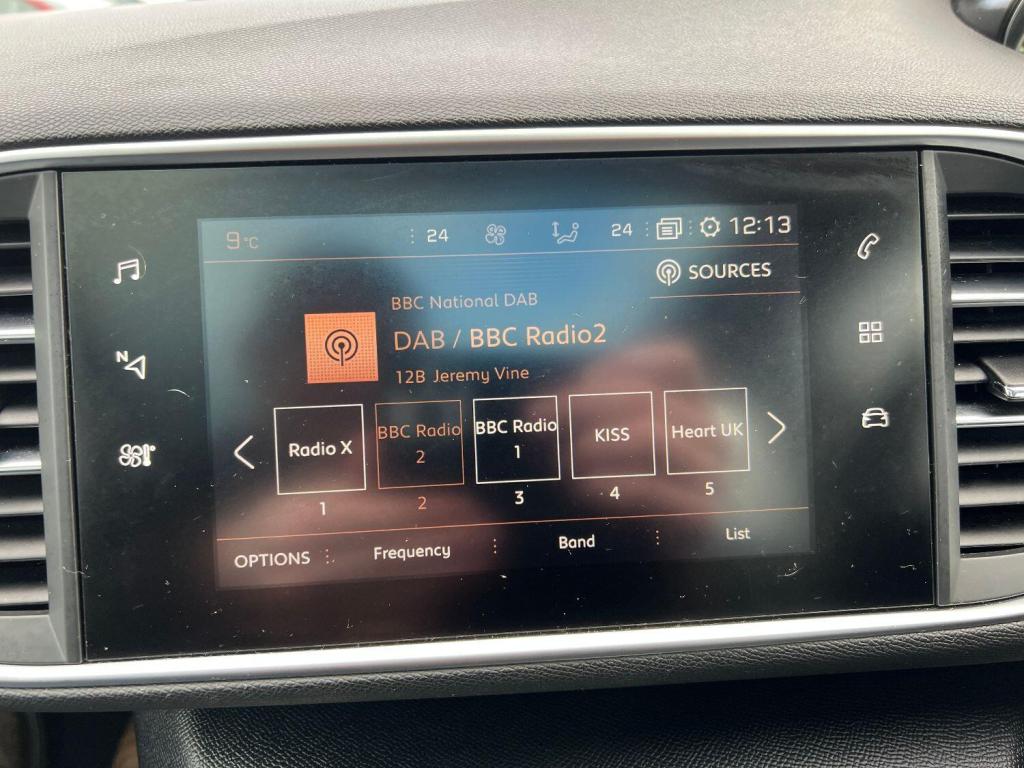 9°C 24 24 12:13
SOURCES
BBC National DAB
DAB / BBC Radio2
12B Jeremy Vine
N
Radio X
BBC Radio
2
BBC Radio
1
KISS
Heart UK
1 2 3 4 5
OPTIONS Frequency Band List